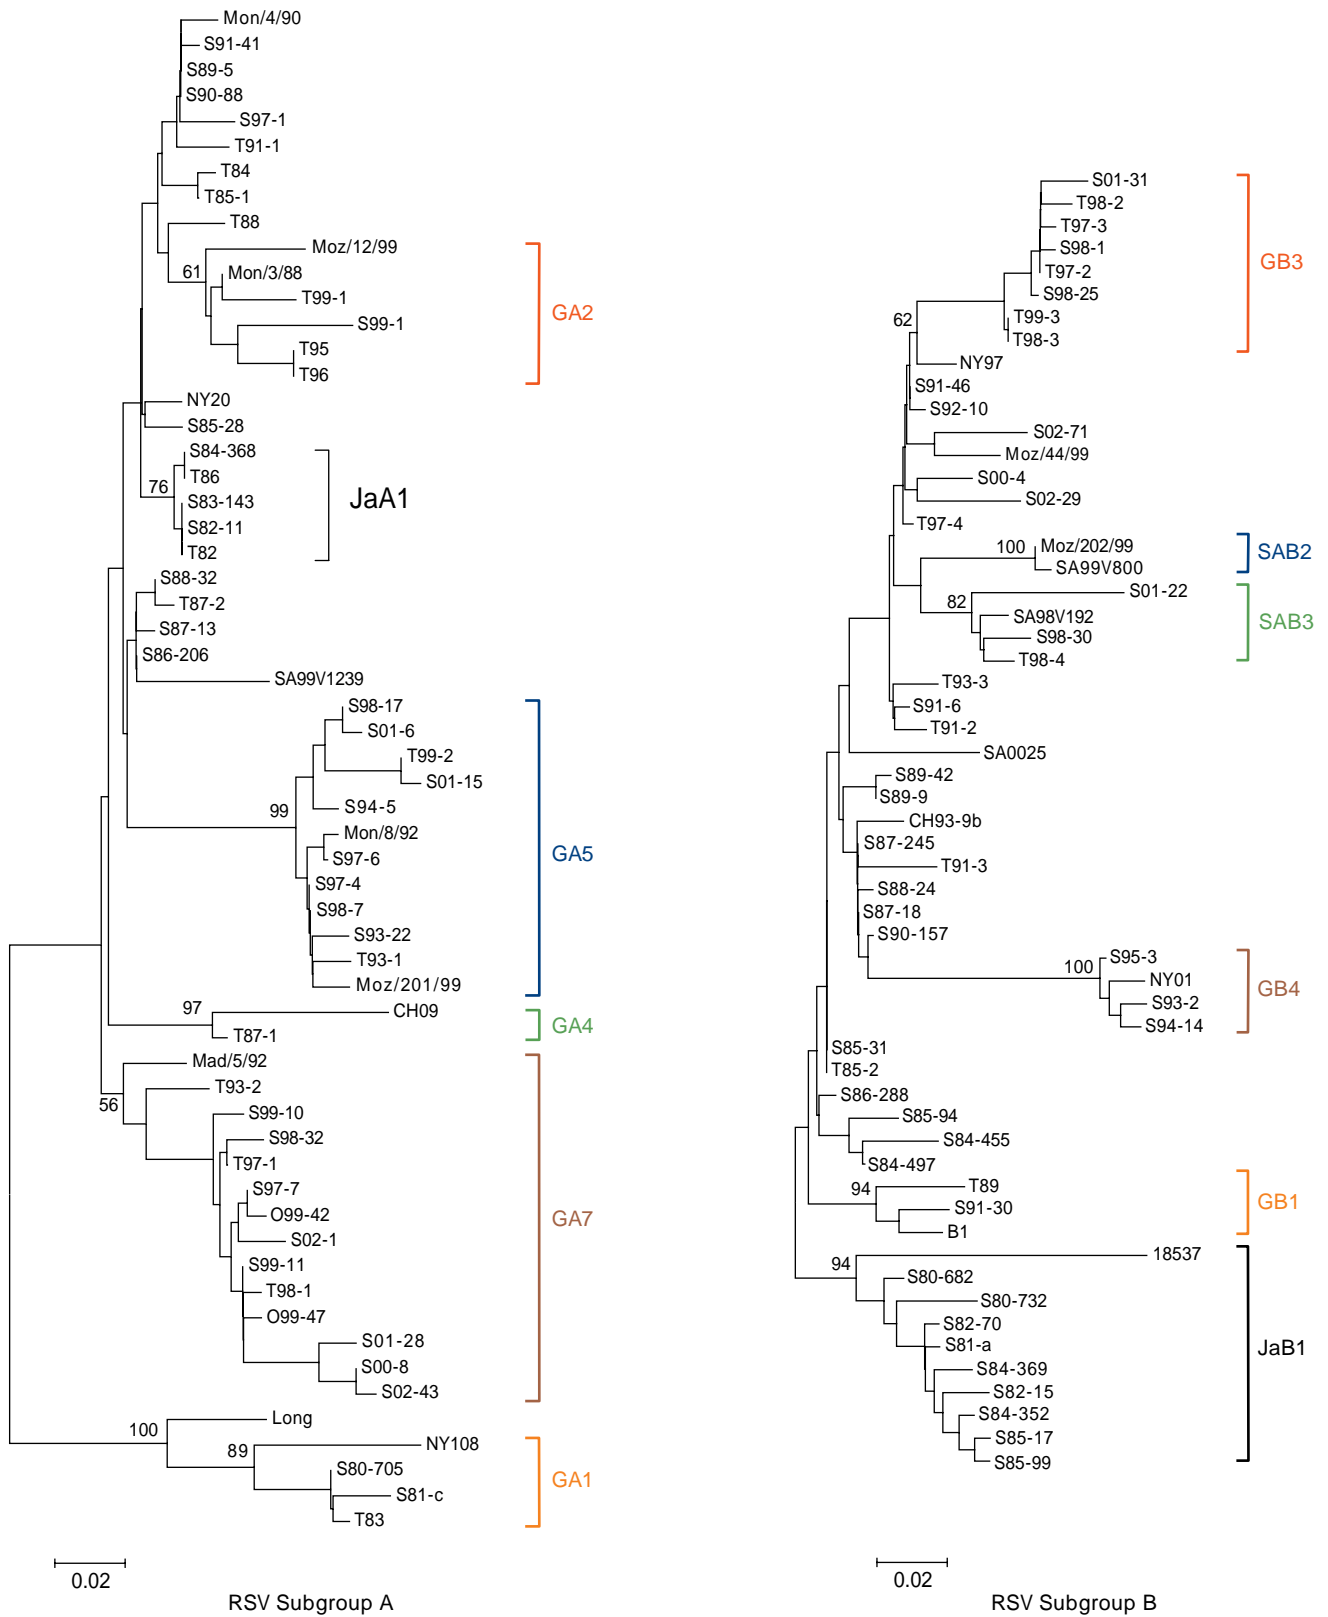 Mon/4/90
S91-41
S89-5
S90-88
S97-1
T91-1
T84
T85-1
T88
Moz/12/99
61
Mon/3/88
T99-1
S99-1
T95
T96
GA2
NY20
S85-28
S84-368
T86
76
S83-143
S82-11
T82
JaA1
S88-32
T87-2
S87-13
S86-206
SA99V1239
S98-17
S01-6
T99-2
S01-15
99
S94-5
Mon/8/92
S97-6
S97-4
S98-7
S93-22
T93-1
Moz/201/99
GA5
97
CH09
T87-1
GA4
Mad/5/92
T93-2
56
S99-10
S98-32
T97-1
S97-7
O99-42
S02-1
S99-11
T98-1
O99-47
S01-28
S00-8
S02-43
GA7
Long
100
NY108
89
S80-705
S81-c
T83
GA1
0.02
RSV Subgroup A
S01-31
T98-2
T97-3
S98-1
T97-2
S98-25
T99-3
T98-3
GB3
62
NY97
S91-46
S92-10
S02-71
Moz/44/99
S00-4
S02-29
T97-4
100
Moz/202/99
SA99V800
SAB2
S01-22
82
SA98V192
S98-30
T98-4
SAB3
T93-3
S91-6
T91-2
SA0025
S89-42
S89-9
CH93-9b
S87-245
T91-3
S88-24
S87-18
S90-157
100
S95-3
NY01
S93-2
S94-14
GB4
S85-31
T85-2
S86-288
S85-94
S84-455
S84-497
94
T89
S91-30
B1
GB1
18537
94
S80-682
S80-732
S82-70
S81-a
S84-369
S82-15
S84-352
S85-17
S85-99
JaB1
0.02
RSV Subgroup B